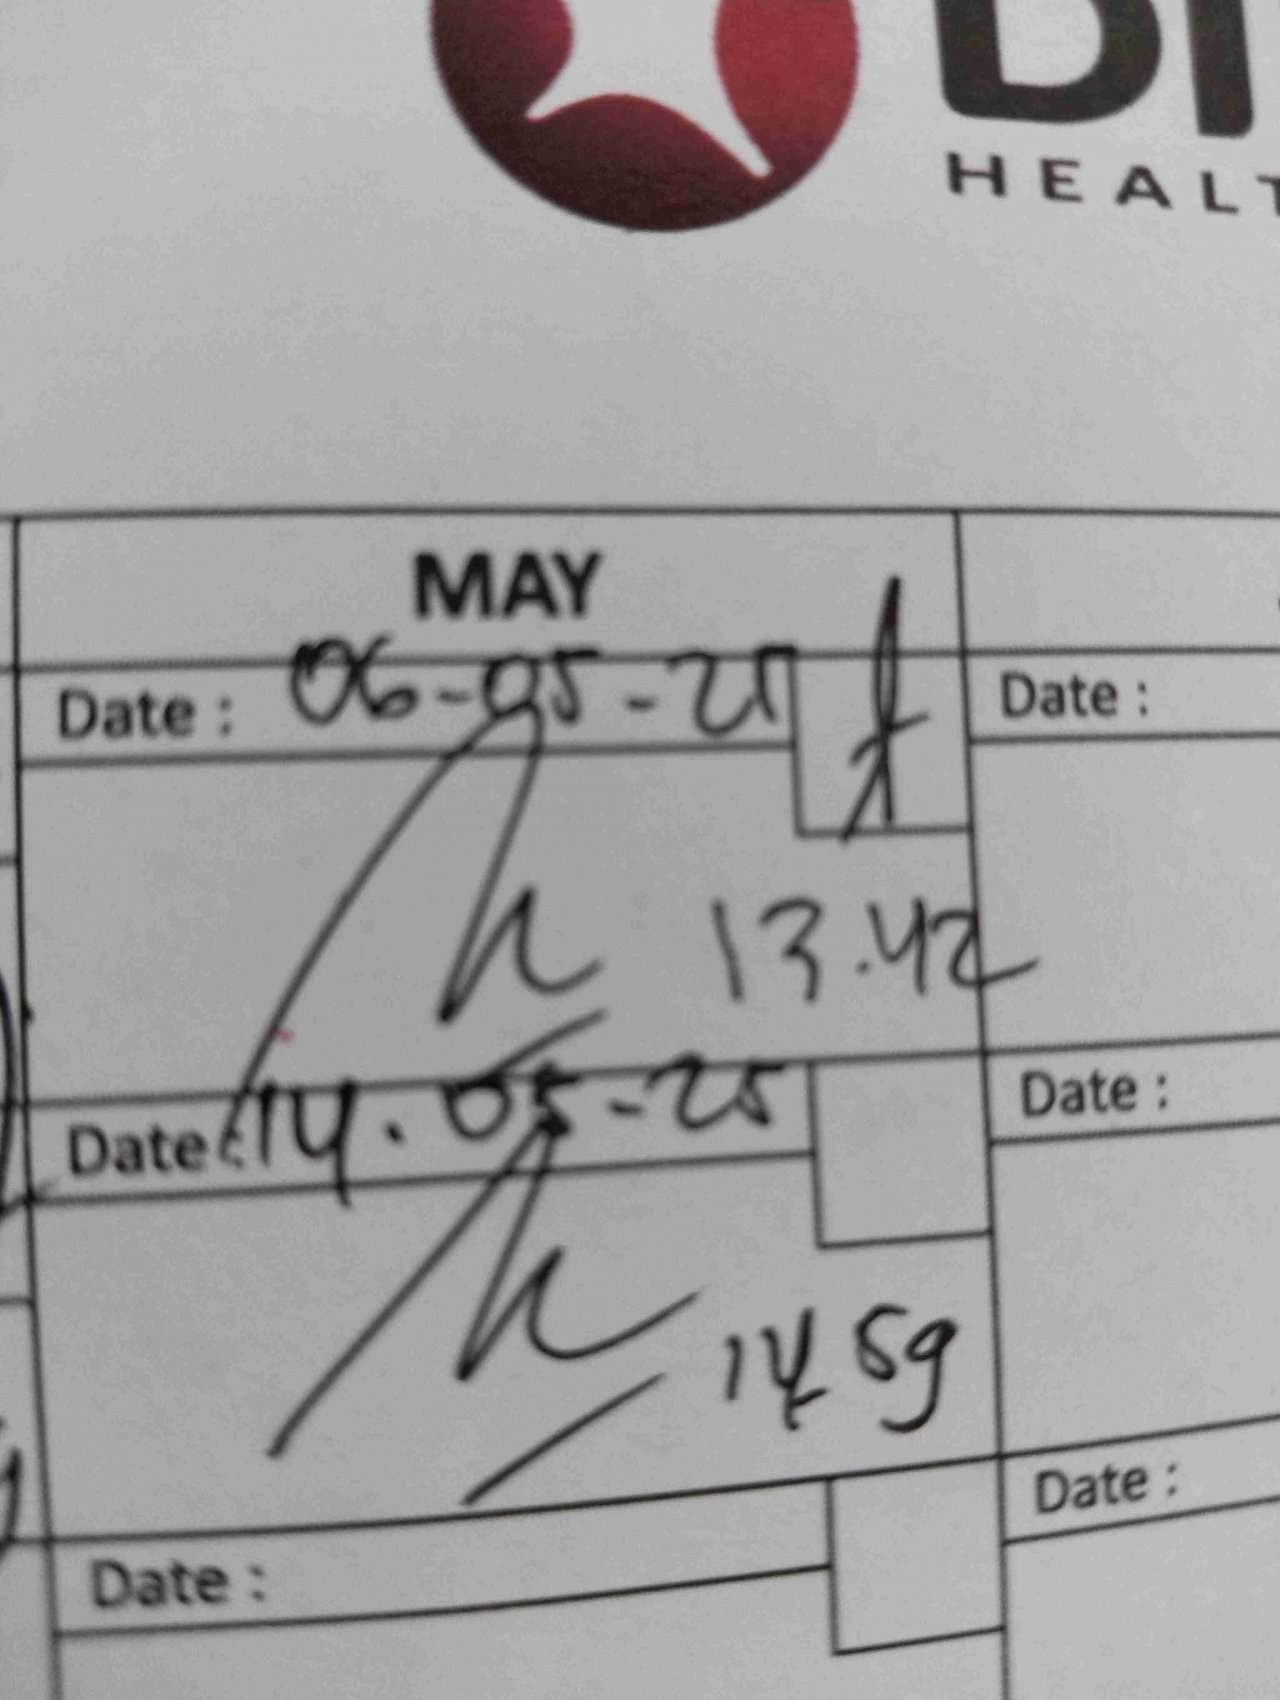 HEALT
MAY
Date : 06-05-25
Date :
13.42
Date : 14.05-25
Date :
14 59
Date :
Date :